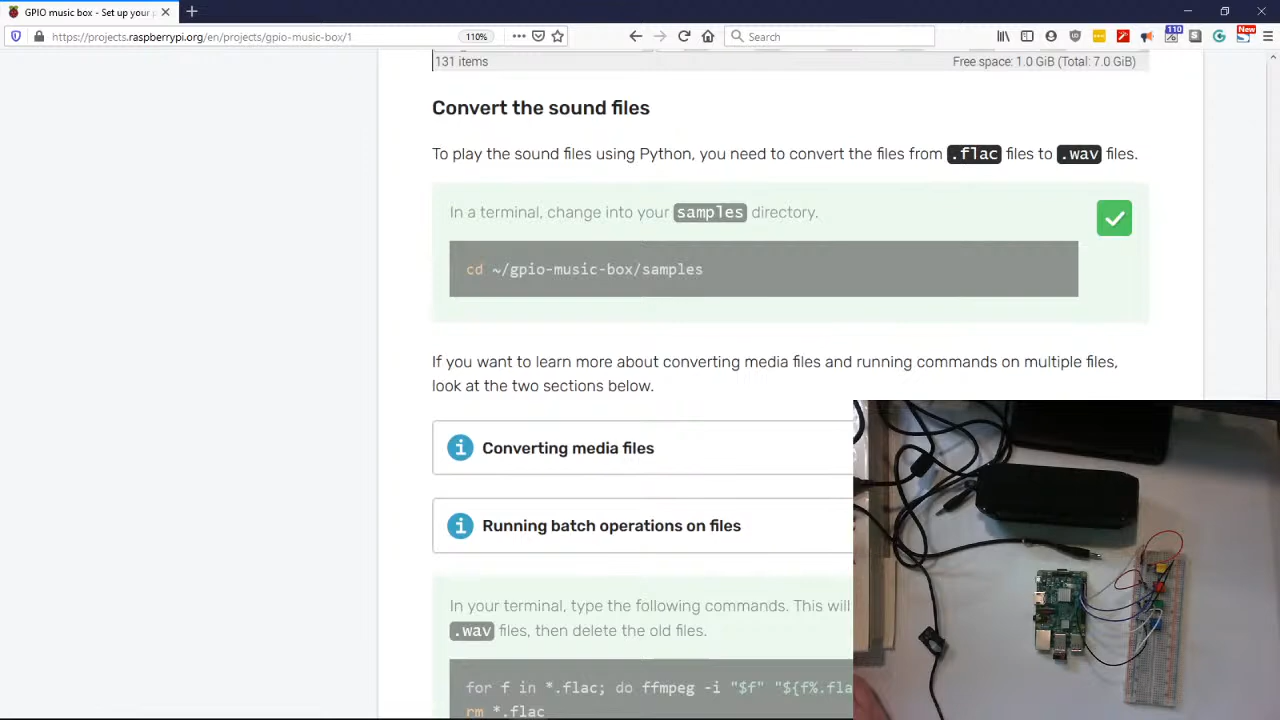 GPIO music box - Set up your p
https://projects.raspberrypi.org/en/projects/gpio-music-box/1
110%
Search
110
New
131 items
Free space: 1.0 GiB (Total: 7.0 GiB)
Convert the sound files
To play the sound files using Python, you need to convert the files from .flac files to .wav files.
In a terminal, change into your samples directory.
cd ~/gpio-music-box/samples
If you want to learn more about converting media files and running commands on multiple files,
look at the two sections below.
i Converting media files
i Running batch operations on files
In your terminal, type the following commands. This will
.wav files, then delete the old files.
for f in *.flac; do ffmpeg -i "$f" "${f%.fla
rm *.flac